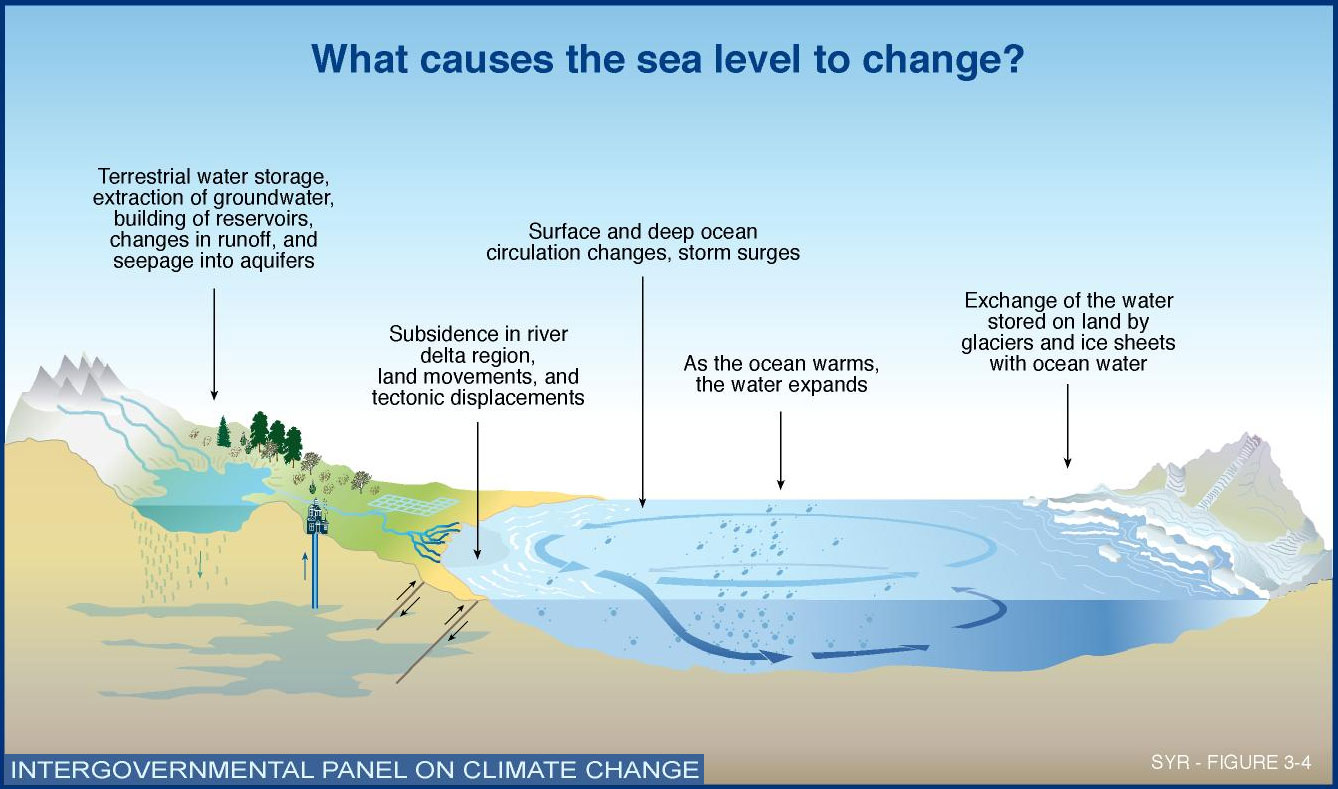 What causes the sea level to change?
Terrestrial water storage,
extraction of groundwater,
building of reservoirs,
changes in runoff, and
seepage into aquifers
Surface and deep ocean
circulation changes, storm surges
Subsidence in river
delta region,
land movements, and
tectonic displacements
As the ocean warms,
the water expands
Exchange of the water
stored on land by
glaciers and ice sheets
with ocean water
INTERGOVERNMENTAL PANEL ON CLIMATE CHANGE
SYR - FIGURE 3-4